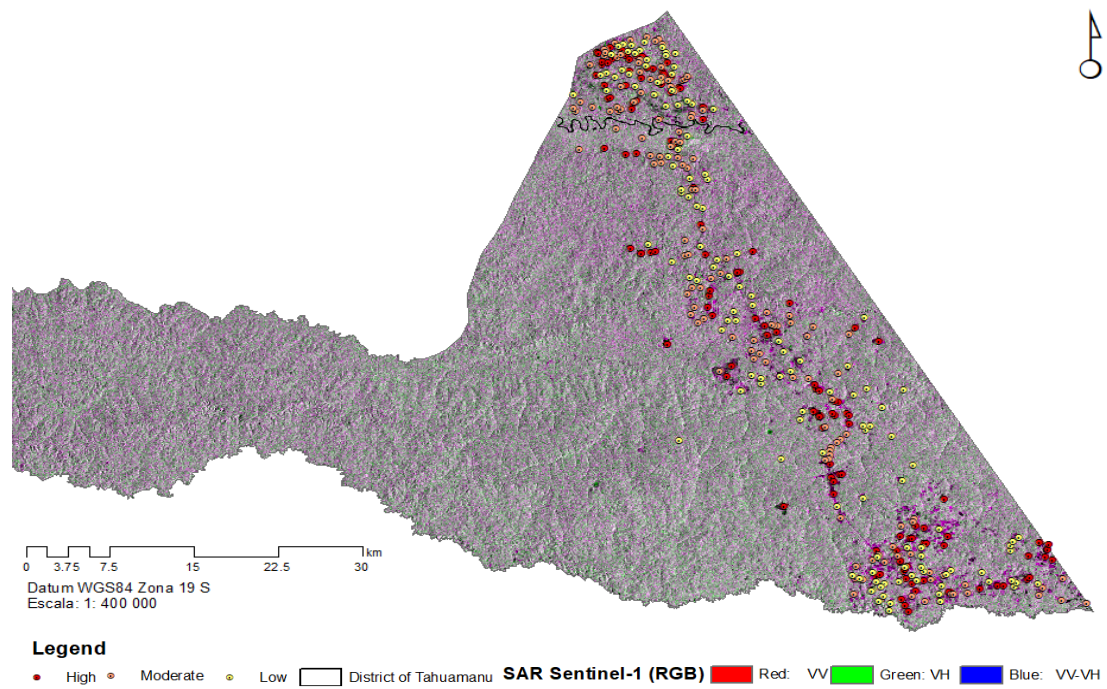 km
0 3.75 7.5 15 22.5 30
Datum WGS84 Zona 19 S
Escala: 1: 400 000
Legend
High Moderate Low District of Tahuamanu SAR Sentinel-1 (RGB) Red: VV Green: VH Blue: VV-VH